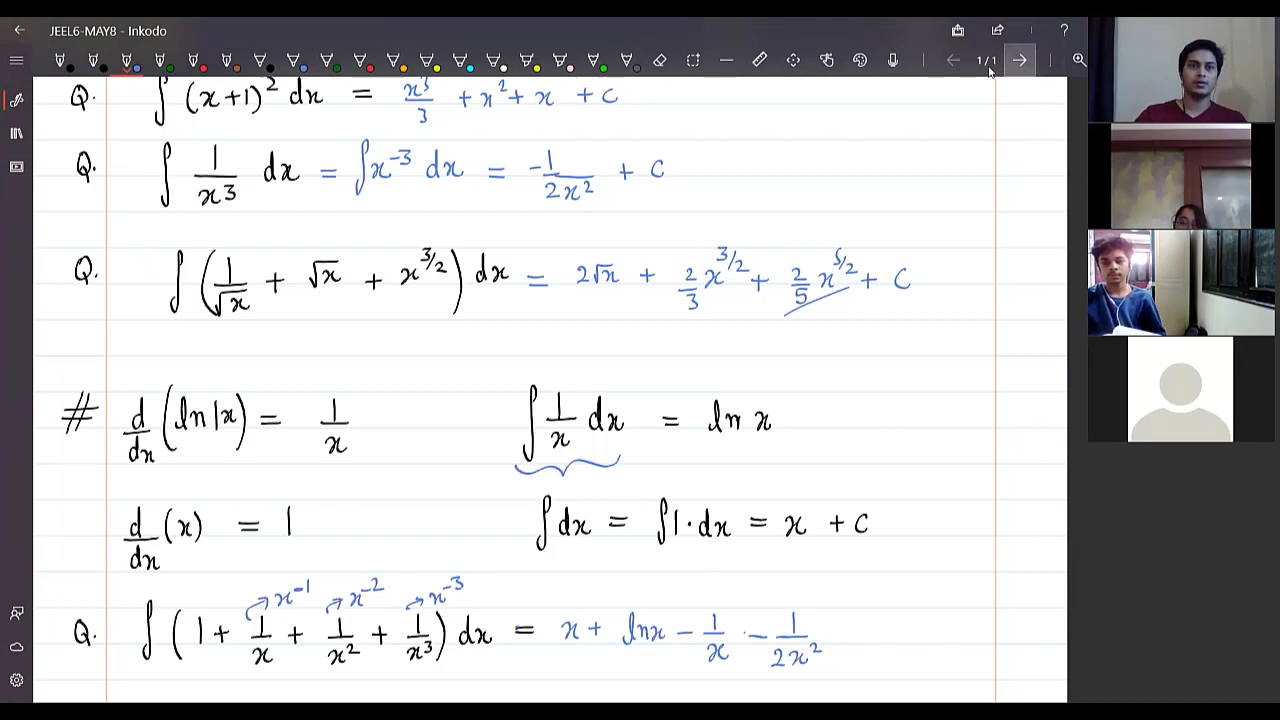 JEEL6-MAY8 - Inkodo
1/1
Q. ∫ (x+1)² dx = x³/3 + x² + x + c
Q. ∫ 1/x³ dx = ∫x⁻³ dx = -1/2x² + c
Q. ∫ (1/√x + √x + x^3/2) dx = 2√x + 2/3 x^3/2 + 2/5 x^5/2 + C
# d/dx (ln|x) = 1/x ∫ 1/x dx = ln x
d/dx (x) = 1 ∫dx = ∫1·dx = x + c
→ x⁻¹ → x⁻² → x⁻³
Q. ∫ (1 + 1/x + 1/x² + 1/x³) dx = x + lnx - 1/x - 1/2x²